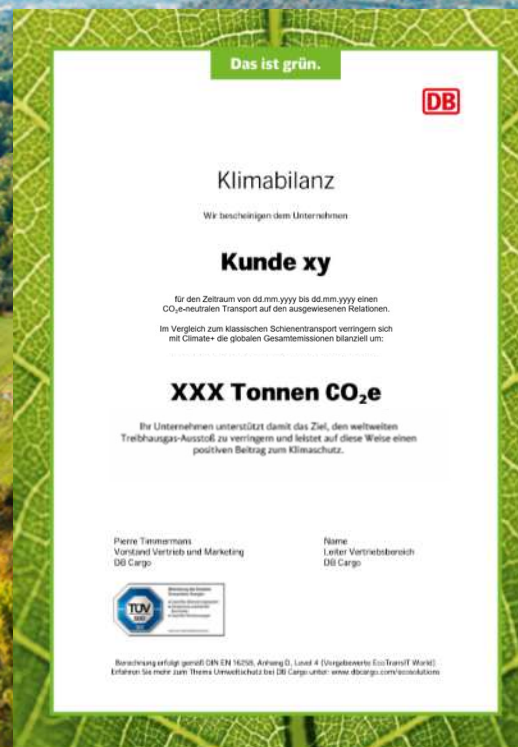 Das ist grün.
DB
Klimabilanz
Wir bescheinigen dem Unternehmen
Kunde xy
für den Zeitraum von dd.mm.yyyy bis dd.mm.yyyy einen
CO₂e-neutralen Transport auf den ausgewiesenen Relationen.
Im Vergleich zum klassischen Schienentransport verringern sich
mit Climate+ die globalen Gesamtemissionen bilanziell um:
XXX Tonnen CO₂e
Ihr Unternehmen unterstützt damit das Ziel, den weltweiten
Treibhausgas-Ausstoß zu verringern und leistet auf diese Weise einen
positiven Beitrag zum Klimaschutz.
Pierre Timmermans
Vorstand Vertrieb und Marketing
DB Cargo
Name
Leiter Vertriebsbereich
DB Cargo
TÜV
SÜD
Berechnung erfolgt gemäß DIN EN 16258, Anhang D, Level 4 (Vorgabewerte EcoTransIT World)
Erfahren Sie mehr zum Thema Umweltschutz bei DB Cargo unter: www.dbcargo.com/ecosolutions